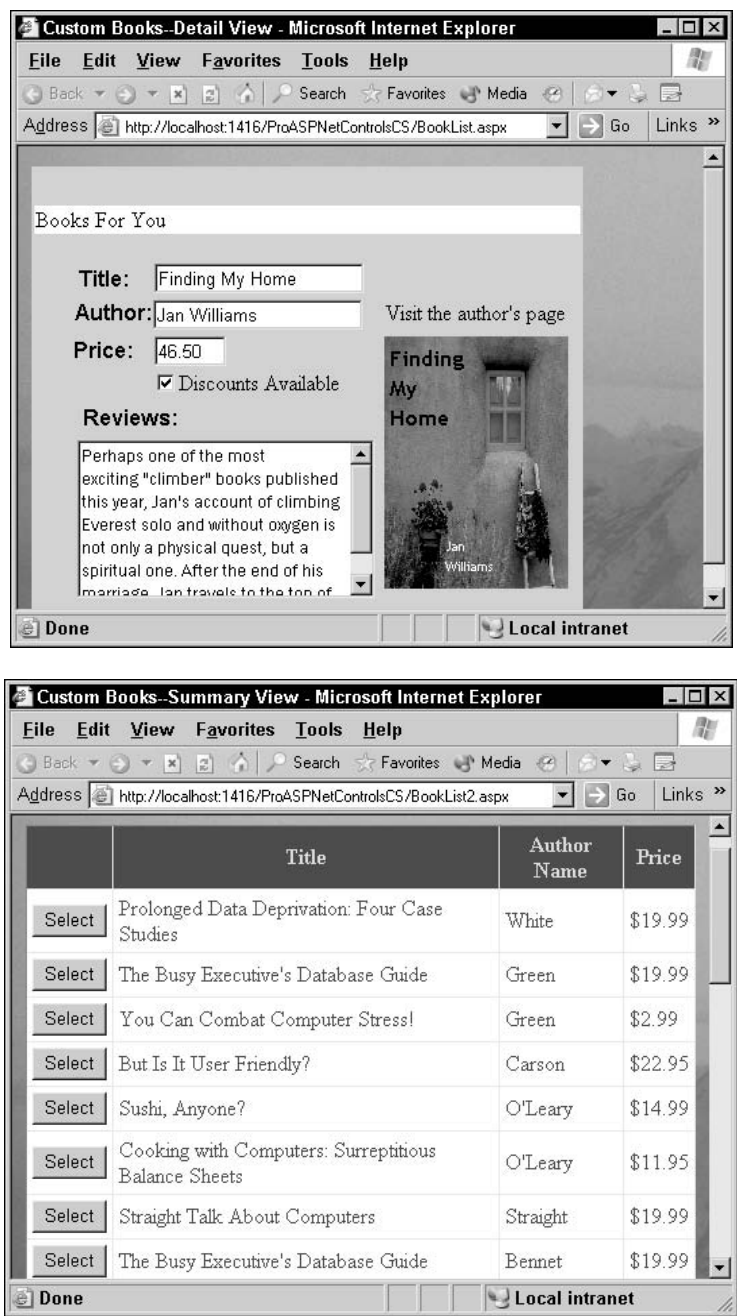 Custom Books--Detail View - Microsoft Internet Explorer
File Edit View Favorites Tools Help
Back Search Favorites Media
Address http://localhost:1416/ProASPNetControlsCS/BookList.aspx Go Links »
Books For You
Title: Finding My Home
Author: Jan Williams Visit the author's page
Price: 46.50
Discounts Available
Reviews:
Perhaps one of the most
exciting "climber" books published
this year, Jan's account of climbing
Everest solo and without oxygen is
not only a physical quest, but a
spiritual one. After the end of his
marriage, Jan travels to the top of
Finding
My
Home
Jan
Williams
Done Local intranet
Custom Books--Summary View - Microsoft Internet Explorer
File Edit View Favorites Tools Help
Back Search Favorites Media
Address http://localhost:1416/ProASPNetControlsCS/BookList2.aspx Go Links »
Title Author Name Price
Select Prolonged Data Deprivation: Four Case Studies White $19.99
Select The Busy Executive's Database Guide Green $19.99
Select You Can Combat Computer Stress! Green $2.99
Select But Is It User Friendly? Carson $22.95
Select Sushi, Anyone? O'Leary $14.99
Select Cooking with Computers: Surreptitious Balance Sheets O'Leary $11.95
Select Straight Talk About Computers Straight $19.99
Select The Busy Executive's Database Guide Bennet $19.99
Done Local intranet